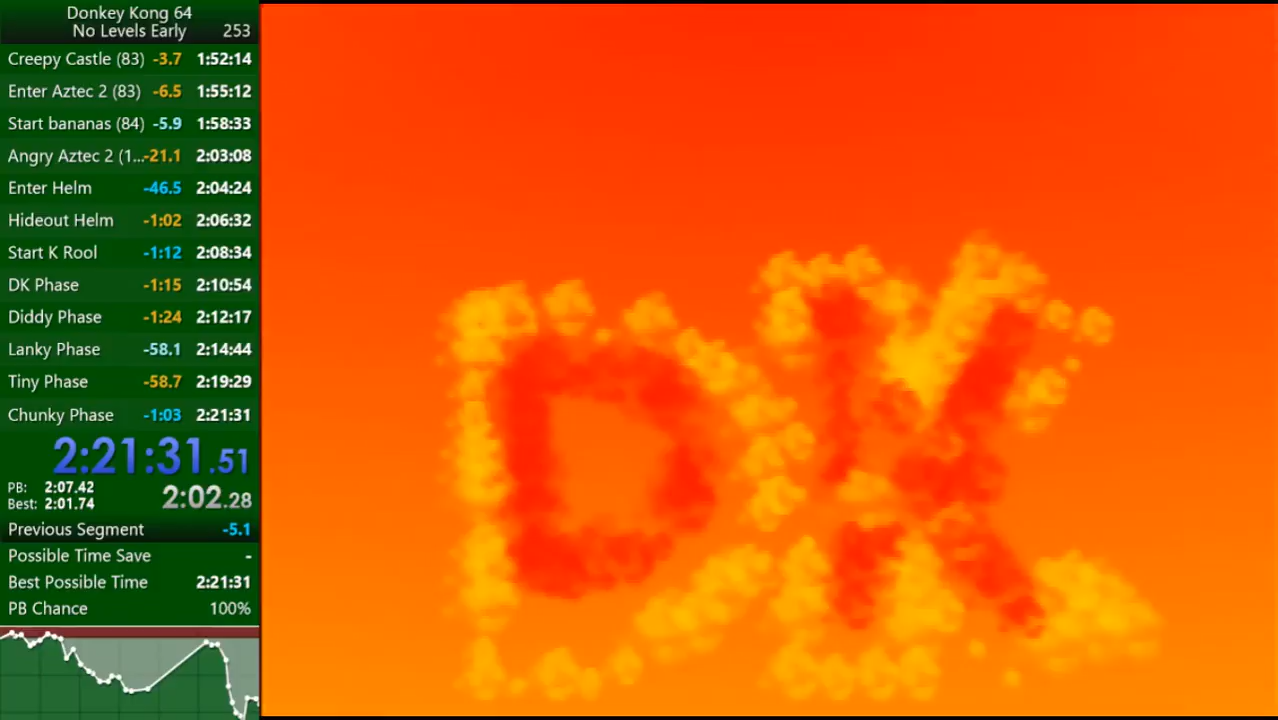 Donkey Kong 64
No Levels Early 253
Creepy Castle (83) -3.7 1:52:14
Enter Aztec 2 (83) -6.5 1:55:12
Start bananas (84) -5.9 1:58:33
Angry Aztec 2 (1... -21.1 2:03:08
Enter Helm -46.5 2:04:24
Hideout Helm -1:02 2:06:32
Start K Rool -1:12 2:08:34
DK Phase -1:15 2:10:54
Diddy Phase -1:24 2:12:17
Lanky Phase -58.1 2:14:44
Tiny Phase -58.7 2:19:29
Chunky Phase -1:03 2:21:31
2:21:31.51
PB: 2:07.42
Best: 2:01.74
2:02.28
Previous Segment -5.1
Possible Time Save -
Best Possible Time 2:21:31
PB Chance 100%
DK